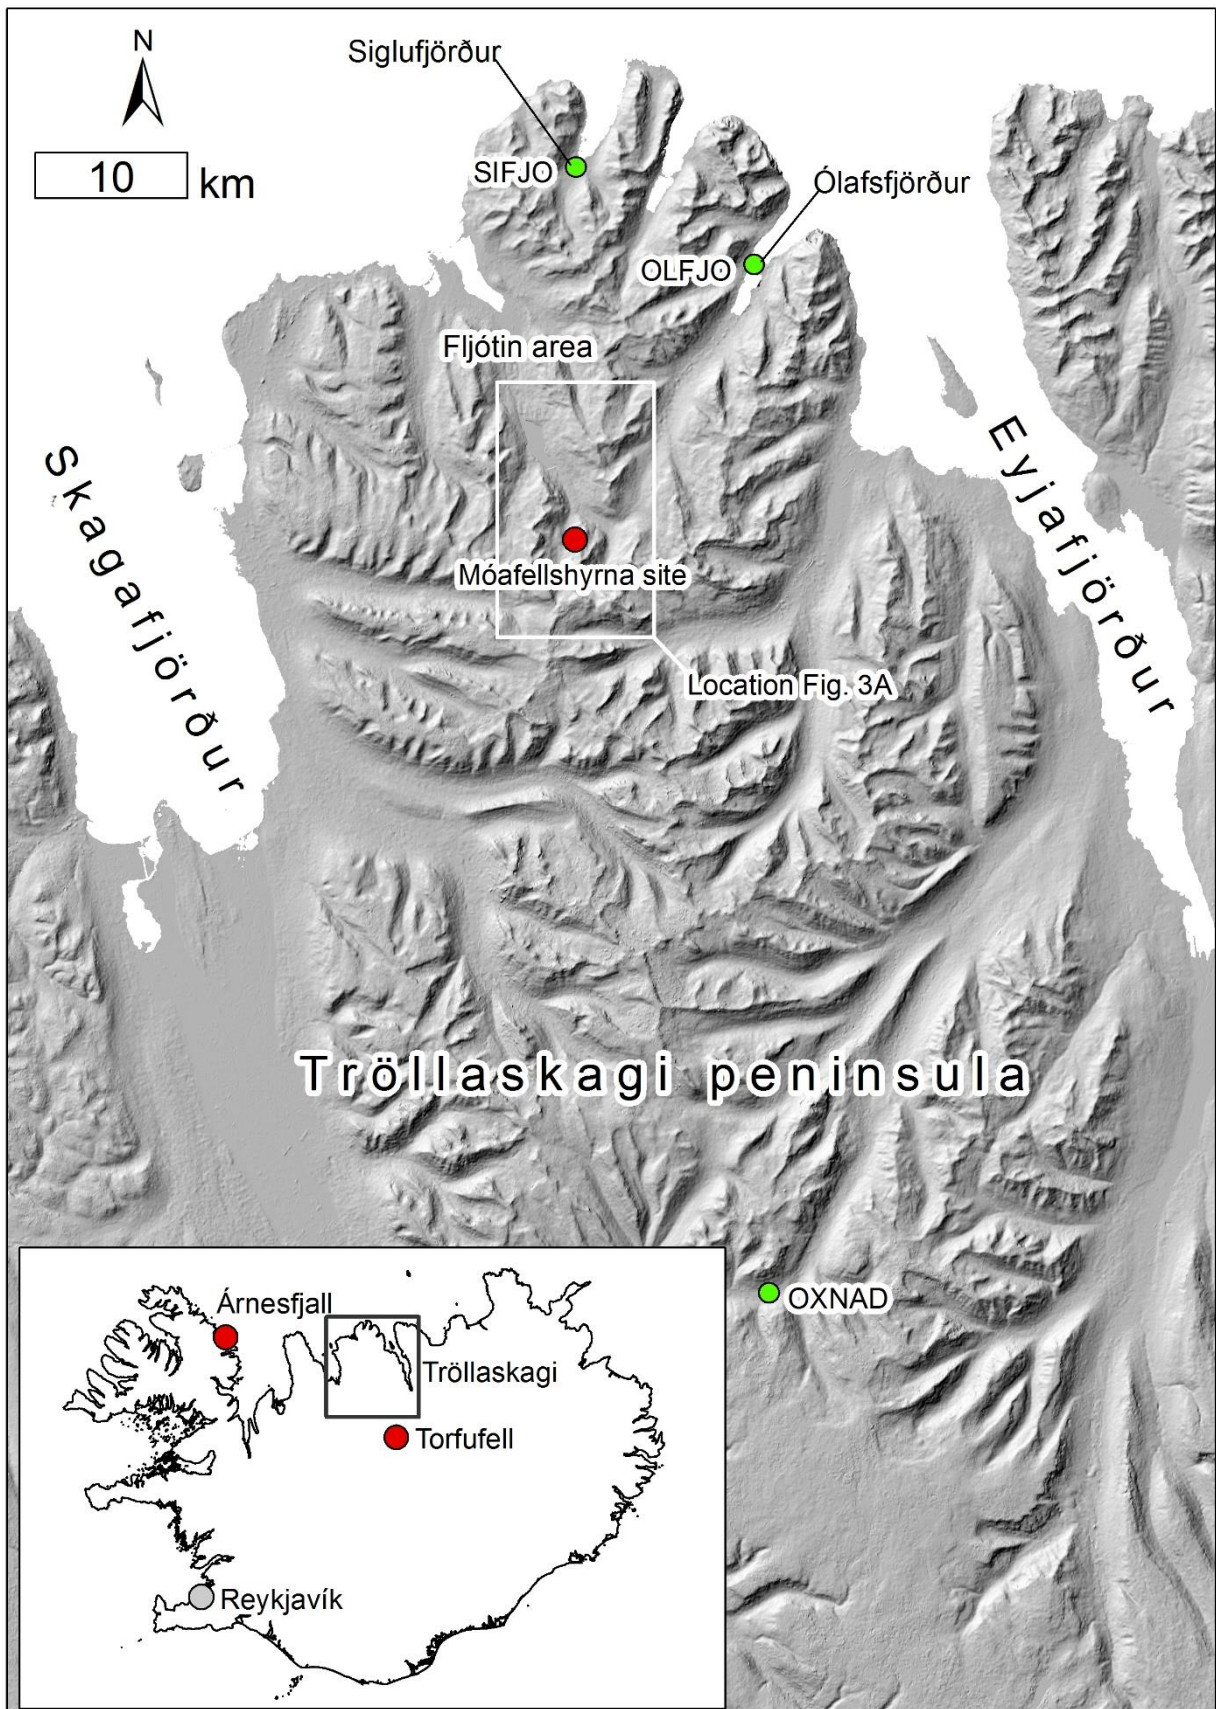 N
Siglufjörður
10 km
SIFJO
Ólafsfjörður
OLFJO
Fljótin area
Skagafjörður
Eyjafjörður
Móafellshyrna site
Location Fig. 3A
Tröllaskagi peninsula
OXNAD
Árnesfjall
Tröllaskagi
Torfufell
Reykjavík